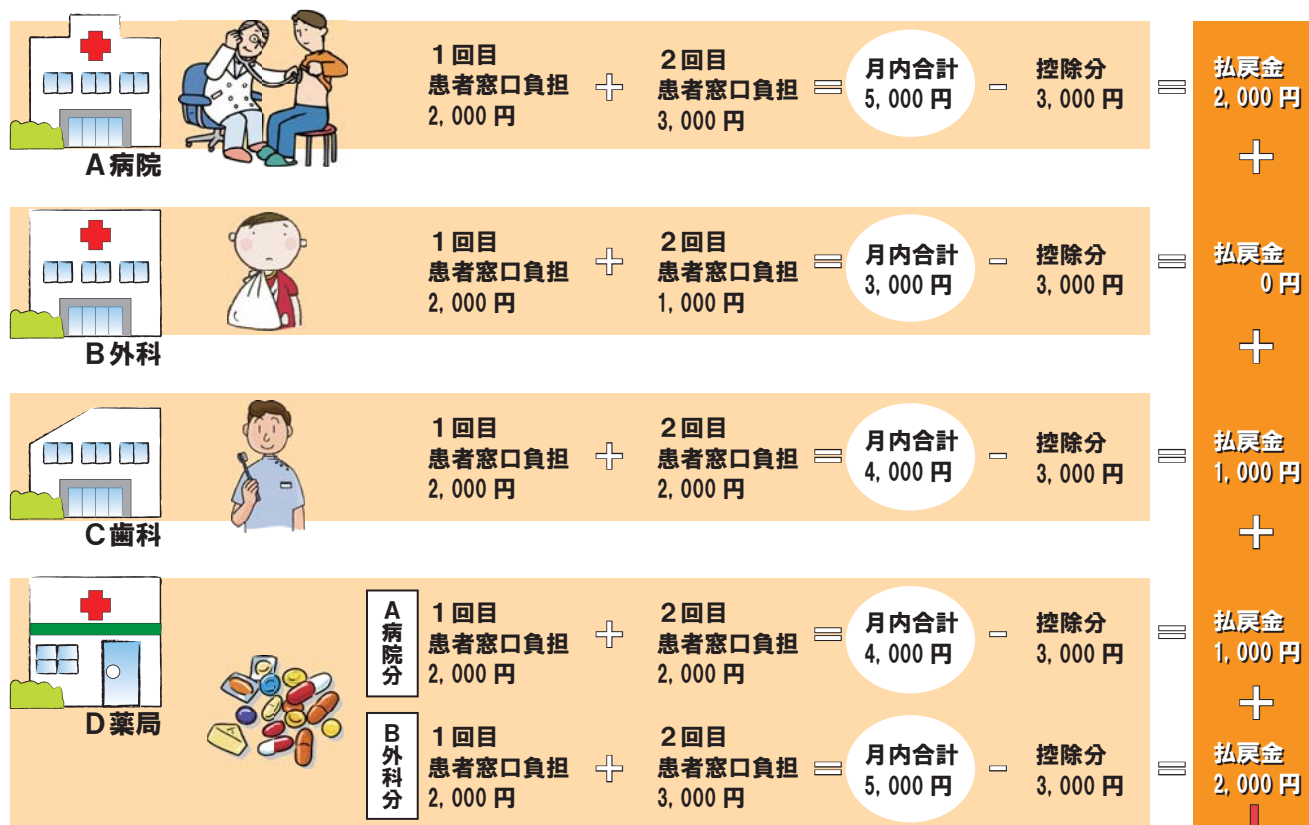 A病院
1回目
患者窓口負担
2,000円
＋
2回目
患者窓口負担
3,000円
＝
月内合計
5,000円
−
控除分
3,000円
＝
払戻金
2,000円
＋
B外科
1回目
患者窓口負担
2,000円
＋
2回目
患者窓口負担
1,000円
＝
月内合計
3,000円
−
控除分
3,000円
＝
払戻金
0円
＋
C歯科
1回目
患者窓口負担
2,000円
＋
2回目
患者窓口負担
2,000円
＝
月内合計
4,000円
−
控除分
3,000円
＝
払戻金
1,000円
＋
D薬局
A病院分
1回目
患者窓口負担
2,000円
＋
2回目
患者窓口負担
2,000円
＝
月内合計
4,000円
−
控除分
3,000円
＝
払戻金
1,000円
＋
B外科分
1回目
患者窓口負担
2,000円
＋
2回目
患者窓口負担
3,000円
＝
月内合計
5,000円
−
控除分
3,000円
＝
払戻金
2,000円